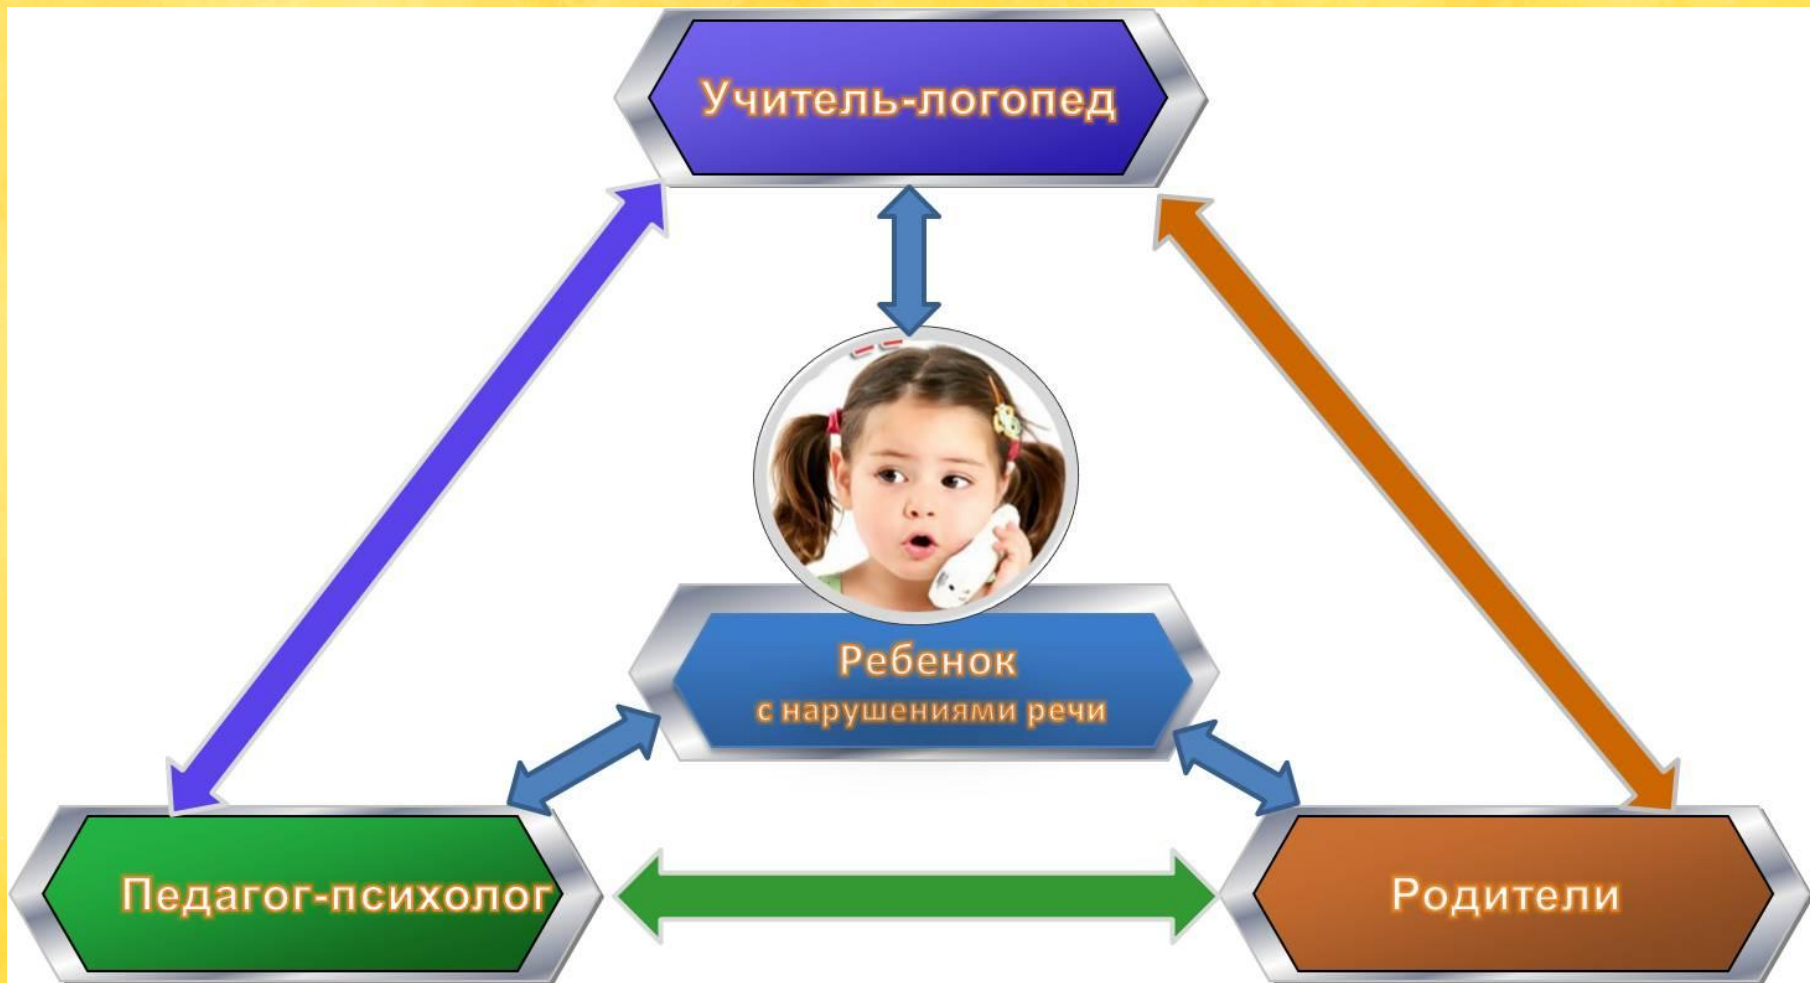 Учитель-логопед
Ребенок
с нарушениями речи
Педагог-психолог
Родители